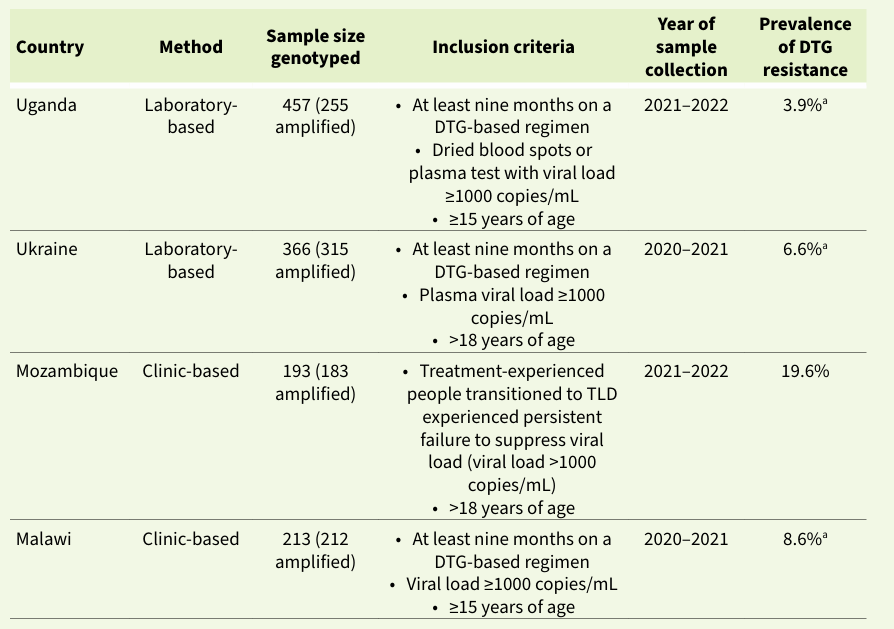 Country
Method
Sample size
genotyped
Inclusion criteria
Year of
sample
collection
Prevalence
of DTG
resistance
Uganda
Laboratory-
based
457 (255
amplified)
• At least nine months on a
DTG-based regimen
• Dried blood spots or
plasma test with viral load
≥1000 copies/mL
• ≥15 years of age
2021–2022
3.9%ᵃ
Ukraine
Laboratory-
based
366 (315
amplified)
• At least nine months on a
DTG-based regimen
• Plasma viral load ≥1000
copies/mL
• >18 years of age
2020–2021
6.6%ᵃ
Mozambique
Clinic-based
193 (183
amplified)
• Treatment-experienced
people transitioned to TLD
experienced persistent
failure to suppress viral
load (viral load >1000
copies/mL)
• >18 years of age
2021–2022
19.6%
Malawi
Clinic-based
213 (212
amplified)
• At least nine months on a
DTG-based regimen
• Viral load ≥1000 copies/mL
• ≥15 years of age
2020–2021
8.6%ᵃ